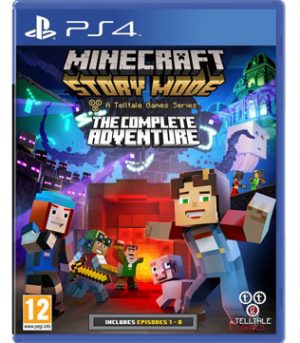 PS4
MINECRAFT
STORY MODE
A Telltale Games Series
THE COMPLETE
ADVENTURE
12
www.pegi.info
INCLUDES EPISODES 1 - 8
TELLTALE
GAMES